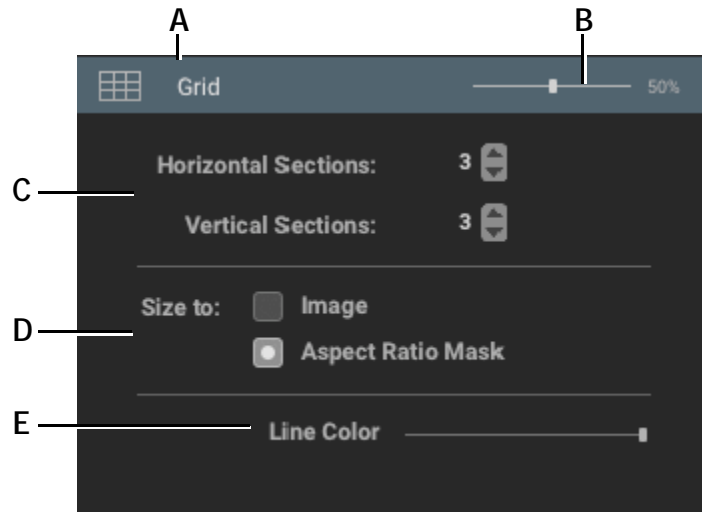 A B
Grid 50%
C
Horizontal Sections: 3
Vertical Sections: 3
D
Size to: Image
Aspect Ratio Mask
E
Line Color